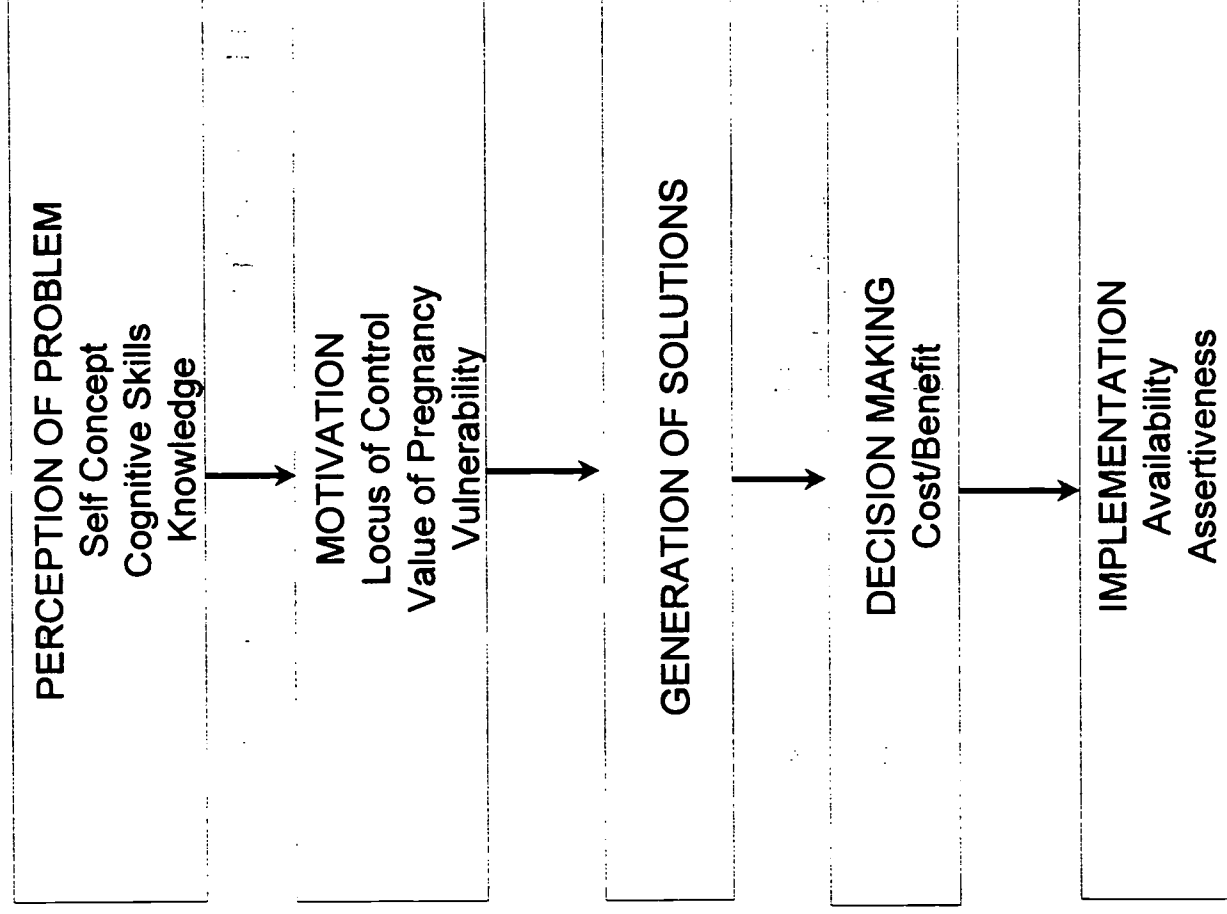 PERCEPTION OF PROBLEM
Self Concept
Cognitive Skills
Knowledge
MOTIVATION
Locus of Control
Value of Pregnancy
Vulnerability
GENERATION OF SOLUTIONS
DECISION MAKING
Cost/Benefit
IMPLEMENTATION
Availability
Assertiveness